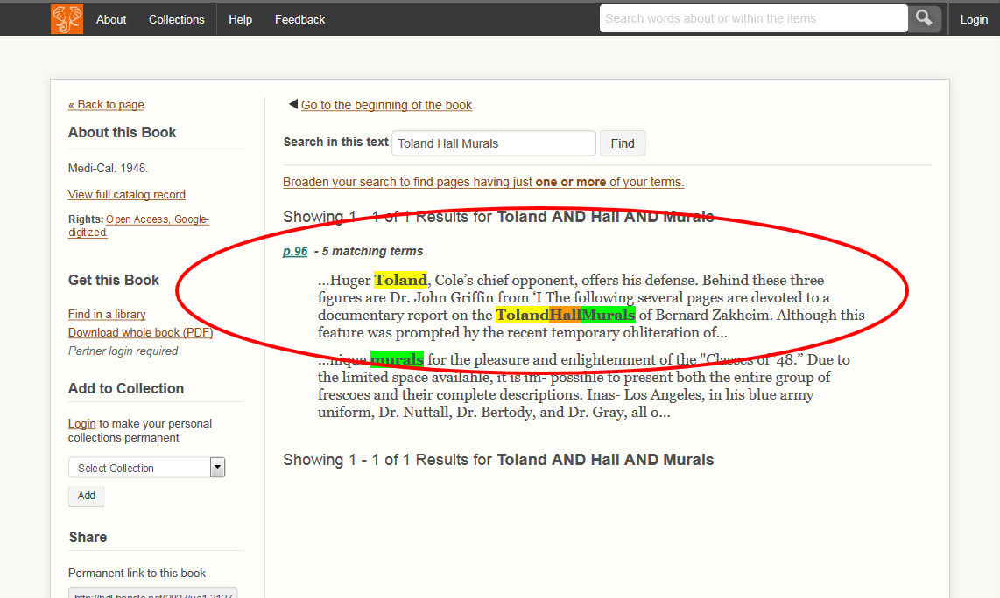 About Collections Help Feedback Search words about or within the items Login
« Back to page
About this Book
Medi-Cal. 1948.
View full catalog record
Rights: Open Access, Google-
digitized.
Get this Book
Find in a library
Download whole book (PDF)
Partner login required
Add to Collection
Login to make your personal
collections permanent
Select Collection
Add
Share
Permanent link to this book
Go to the beginning of the book
Search in this text Toland Hall Murals Find
Broaden your search to find pages having just one or more of your terms.
Showing 1 - 1 of 1 Results for Toland AND Hall AND Murals
p.96 - 5 matching terms
…Huger Toland, Cole’s chief opponent, offers his defense. Behind these three
figures are Dr. John Griffin from ‘I The following several pages are devoted to a
documentary report on the TolandHallMurals of Bernard Zakheim. Although this
feature was prompted by the recent temporary ohliteration of…
…nique murals for the pleasure and enlightenment of the "Classes of ’48.” Due to
the limited space available, it is im- possihle to present both the entire group of
frescoes and their complete descriptions. Inas- Los Angeles, in his blue army
uniform, Dr. Nuttall, Dr. Bertody, and Dr. Gray, all o…
Showing 1 - 1 of 1 Results for Toland AND Hall AND Murals